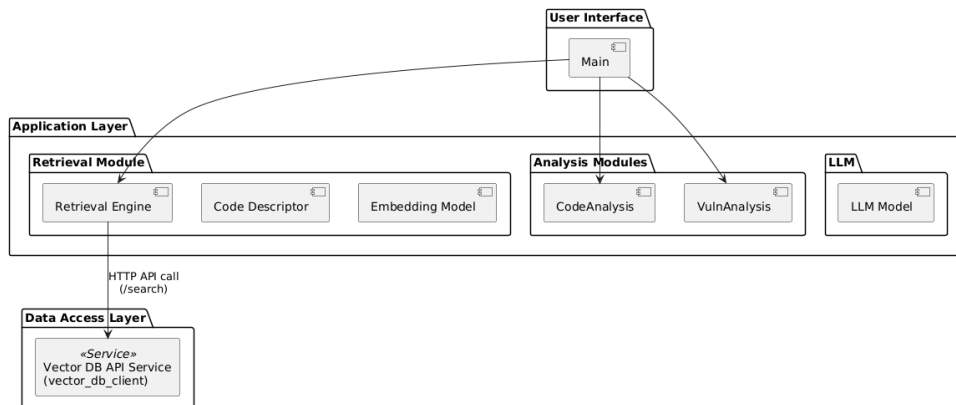 User Interface
Main
Application Layer
Retrieval Module
Retrieval Engine
Code Descriptor
Embedding Model
Analysis Modules
CodeAnalysis
VulnAnalysis
LLM
LLM Model
HTTP API call
(/search)
Data Access Layer
«Service»
Vector DB API Service
(vector_db_client)